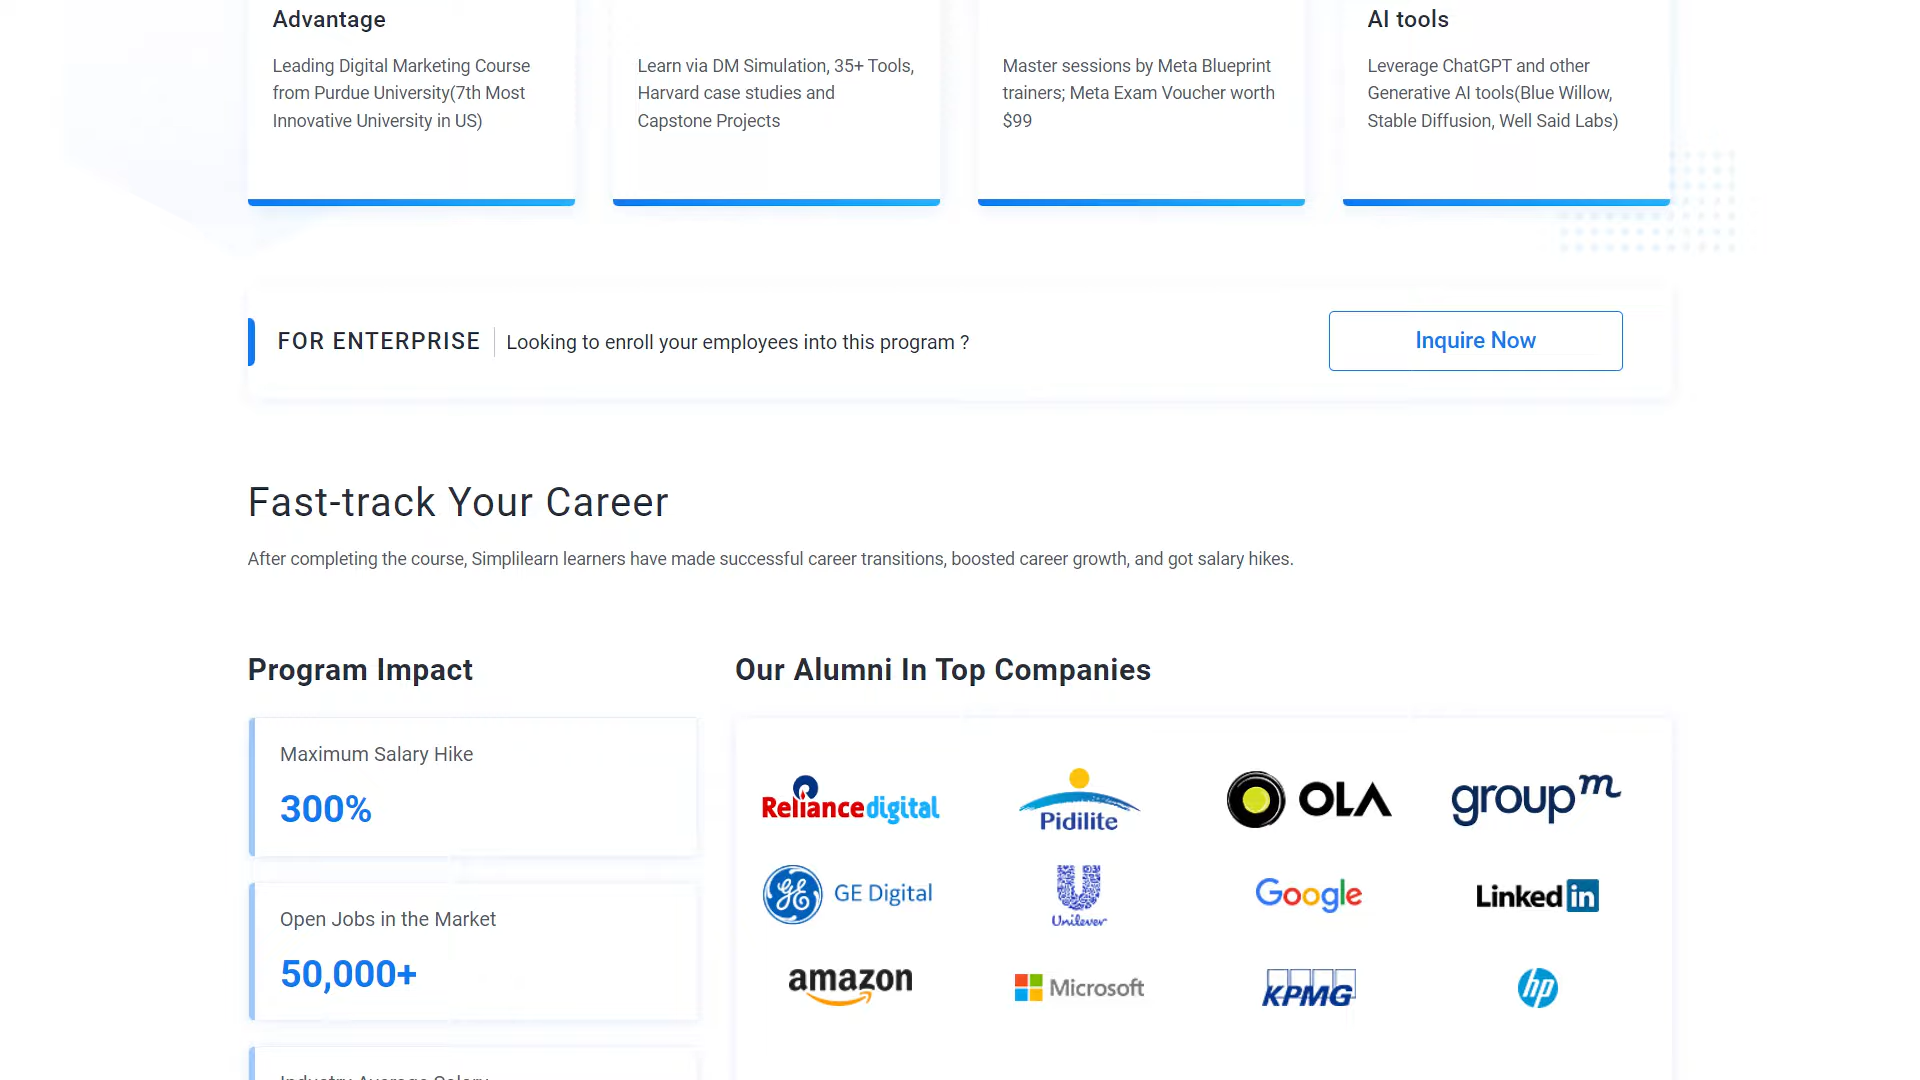 Advantage
Leading Digital Marketing Course
from Purdue University(7th Most
Innovative University in US)
Learn via DM Simulation, 35+ Tools,
Harvard case studies and
Capstone Projects
Master sessions by Meta Blueprint
trainers; Meta Exam Voucher worth
$99
AI tools
Leverage ChatGPT and other
Generative AI tools(Blue Willow,
Stable Diffusion, Well Said Labs)
FOR ENTERPRISE
Looking to enroll your employees into this program ?
Inquire Now
Fast-track Your Career
After completing the course, Simplilearn learners have made successful career transitions, boosted career growth, and got salary hikes.
Program Impact
Maximum Salary Hike
300%
Open Jobs in the Market
50,000+
Industry Average Salary
Our Alumni In Top Companies
Reliance digital
Pidilite
OLA
groupm
GE Digital
Unilever
Google
Linkedin
amazon
Microsoft
KPMG
hp